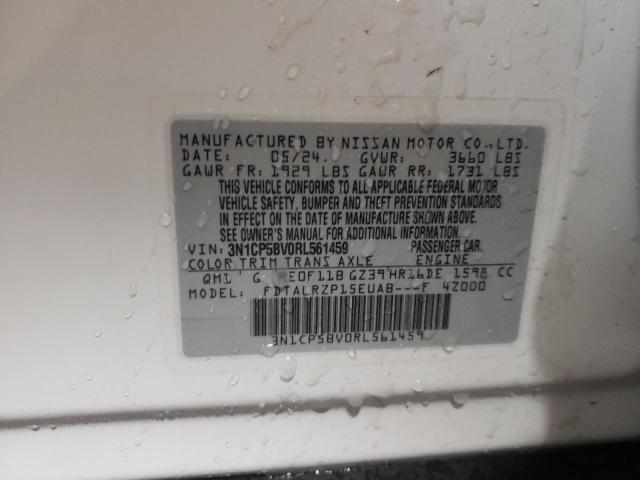 MANUFACTURED BY NISSAN MOTOR CO., LTD.
DATE: 05/24. GVWR: 3660 LBS
GAWR FR: 1929 LBS GAWR RR: 1731 LBS
THIS VEHICLE CONFORMS TO ALL APPLICABLE FEDERAL MOTOR
VEHICLE SAFETY, BUMPER AND THEFT PREVENTION STANDARDS
IN EFFECT ON THE DATE OF MANUFACTURE SHOWN ABOVE.
SEE OWNER'S MANUAL FOR ADDITIONAL INFORMATION.
VIN: 3N1CP5BV0RL561459 PASSENGER CAR.
COLOR TRIM TRANS AXLE ENGINE
QM1 G RE0F11B GZ39 HR16DE 1598 CC
MODEL: FDTALRZP15EUAB---F 4Z000
3N1CP5BV0RL561459